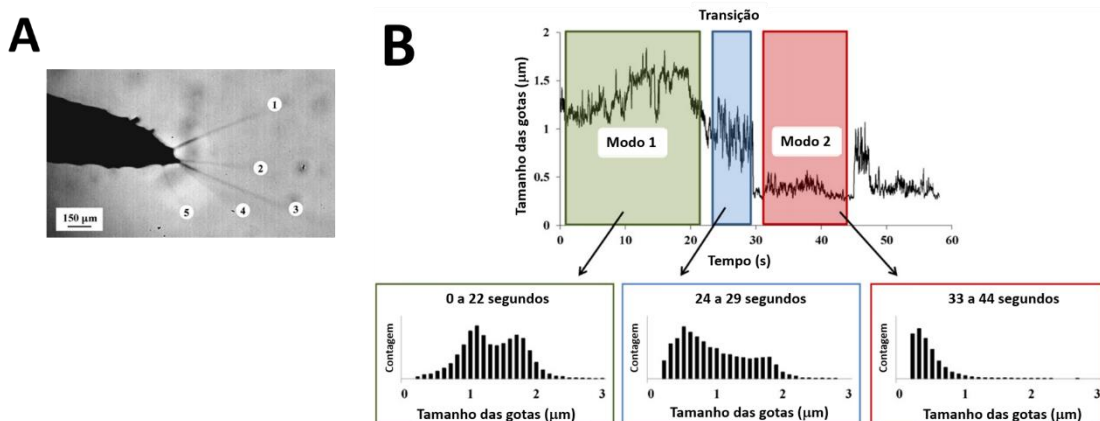 A
1
2
3
4
5
150 µm
B
Transição
Tamanho das gotas (µm)
2
1.5
1
0.5
0
Modo 1
Modo 2
0 10 20 30 40 50 60
Tempo (s)
0 a 22 segundos
Contagem
0 1 2 3
Tamanho das gotas (µm)
24 a 29 segundos
Contagem
0 1 2 3
Tamanho das gotas (µm)
33 a 44 segundos
Contagem
0 1 2 3
Tamanho das gotas (µm)